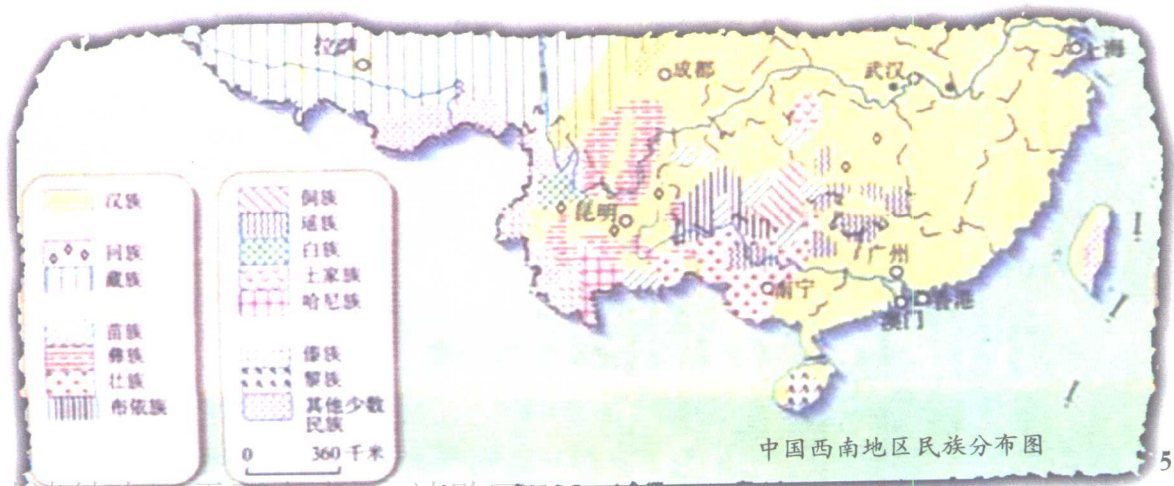 拉萨
成都
武汉
上海
昆明
广州
南宁
香港
澳门
汉族
回族
藏族
苗族
彝族
壮族
布依族
侗族
瑶族
白族
土家族
哈尼族
傣族
黎族
其他少数
民族
0 360 千米
中国西南地区民族分布图
5